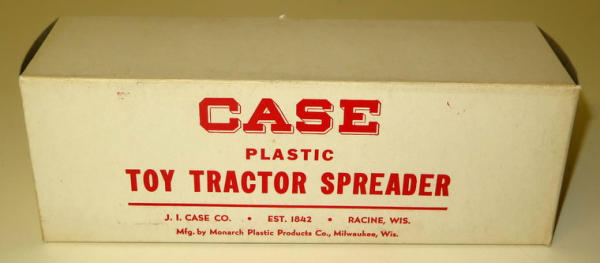 CASE
PLASTIC
TOY TRACTOR SPREADER
J. I. CASE CO. • EST. 1842 • RACINE, WIS.
Mfg. by Monarch Plastic Products Co., Milwaukee, Wis.